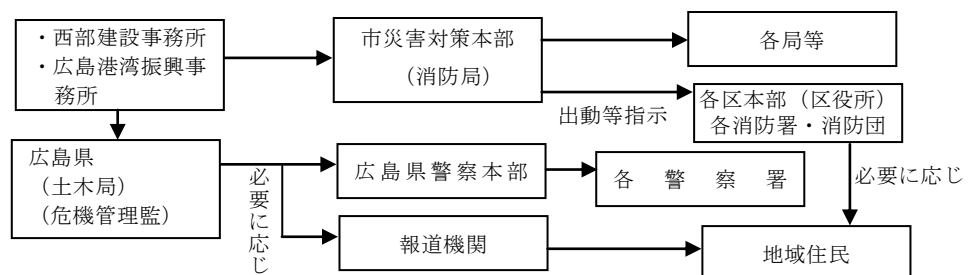 ・西部建設事務所
・広島港湾振興事
務所
市災害対策本部
（消防局）
各局等
出動等指示
各区本部（区役所）
各消防署・消防団
広島県
（土木局）
（危機管理監）
必要に応じ
広島県警察本部
各警察署
必要に応じ
報道機関
地域住民